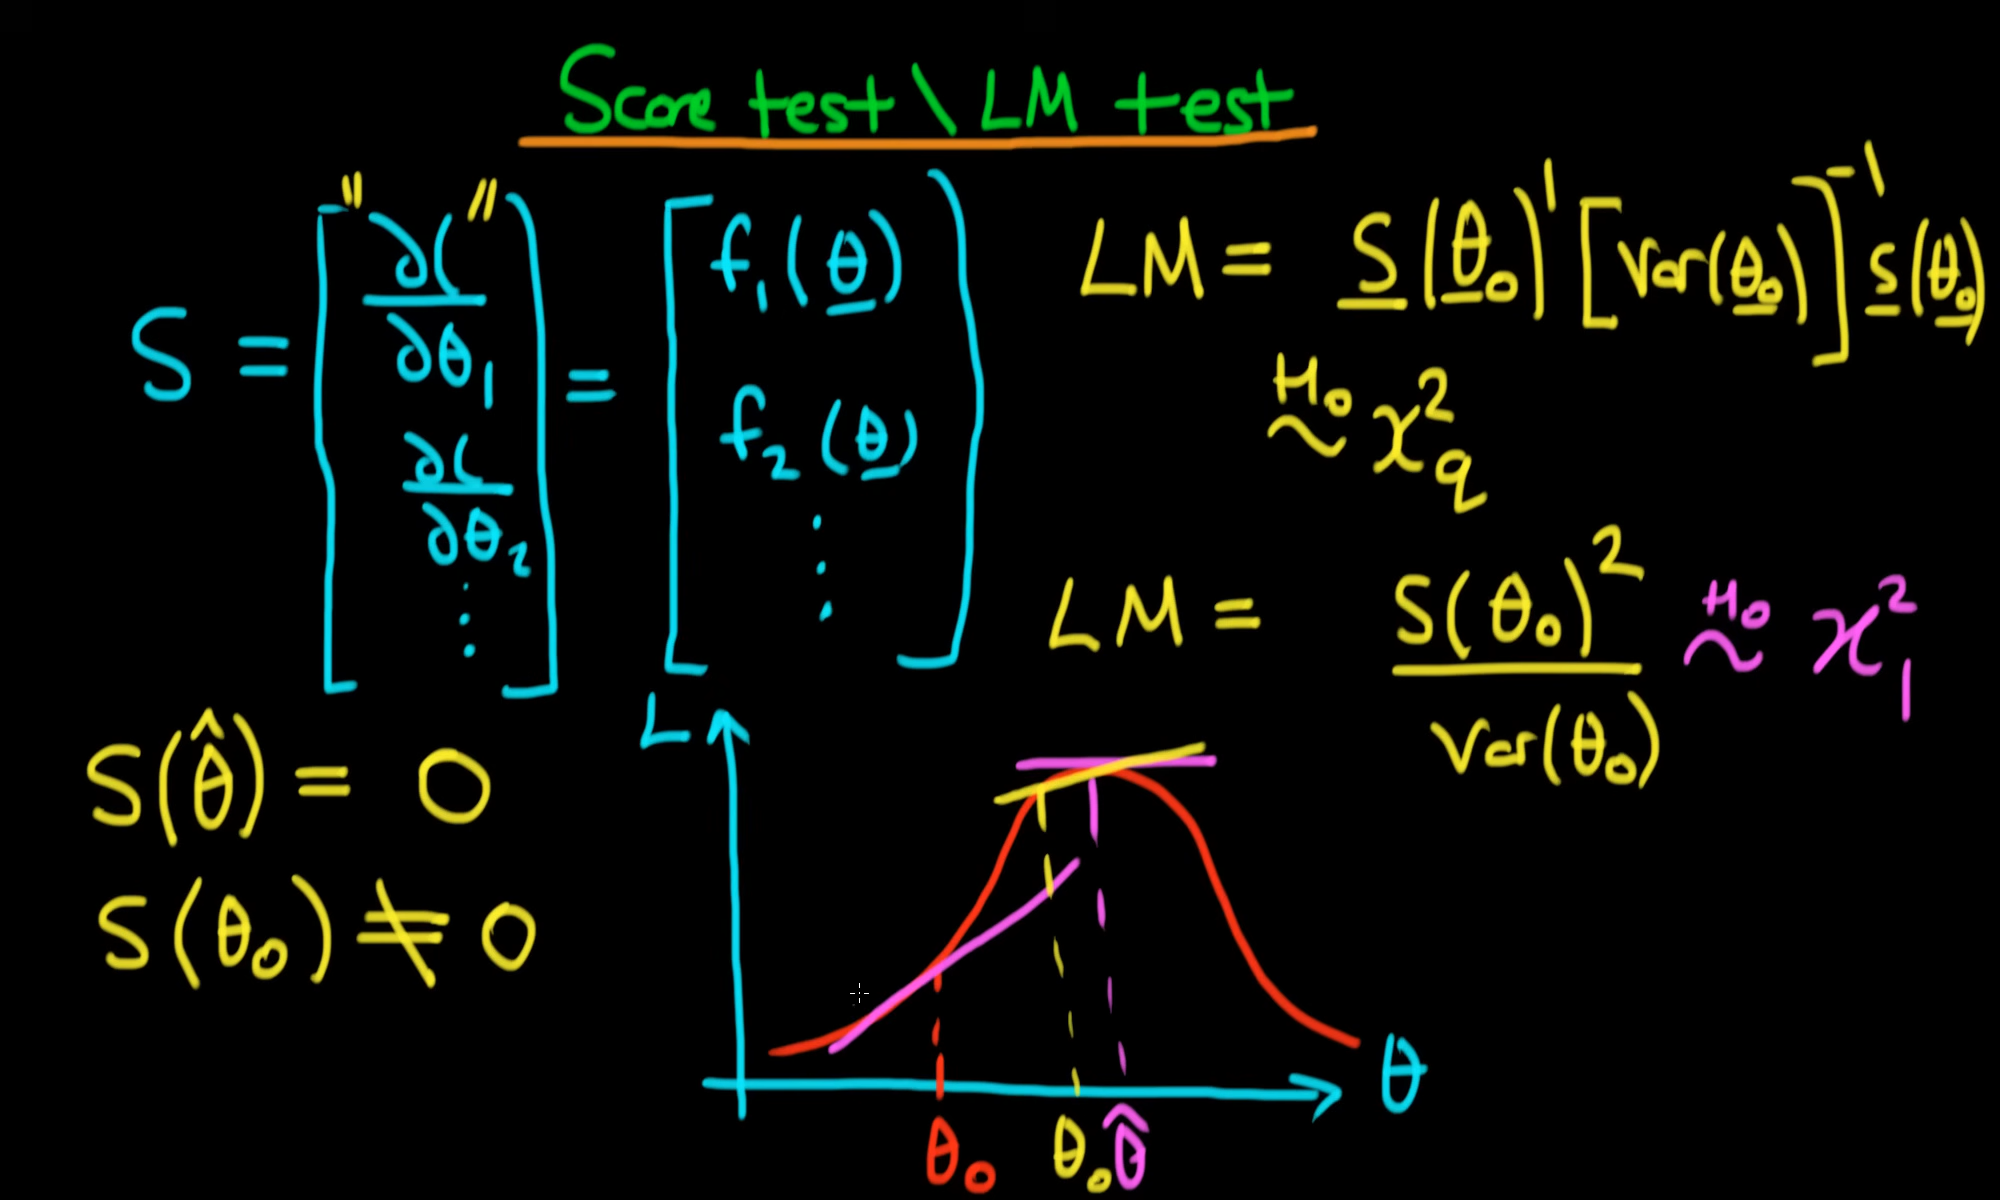 Score test \ LM test
S = [ "∂l/∂θ₁" ∂l/∂θ₂ ⋮ ] = [ f₁(θ) f₂(θ) ⋮ ]
LM = S(θ₀)' [Var(θ₀)]⁻¹ S(θ₀)
H₀ ~ χ²q
LM = S(θ₀)² / Var(θ₀) H₀ ~ χ²₁
S(θ̂) = 0
S(θ₀) ≠ 0
L
θ
θ₀ θ₀ θ̂